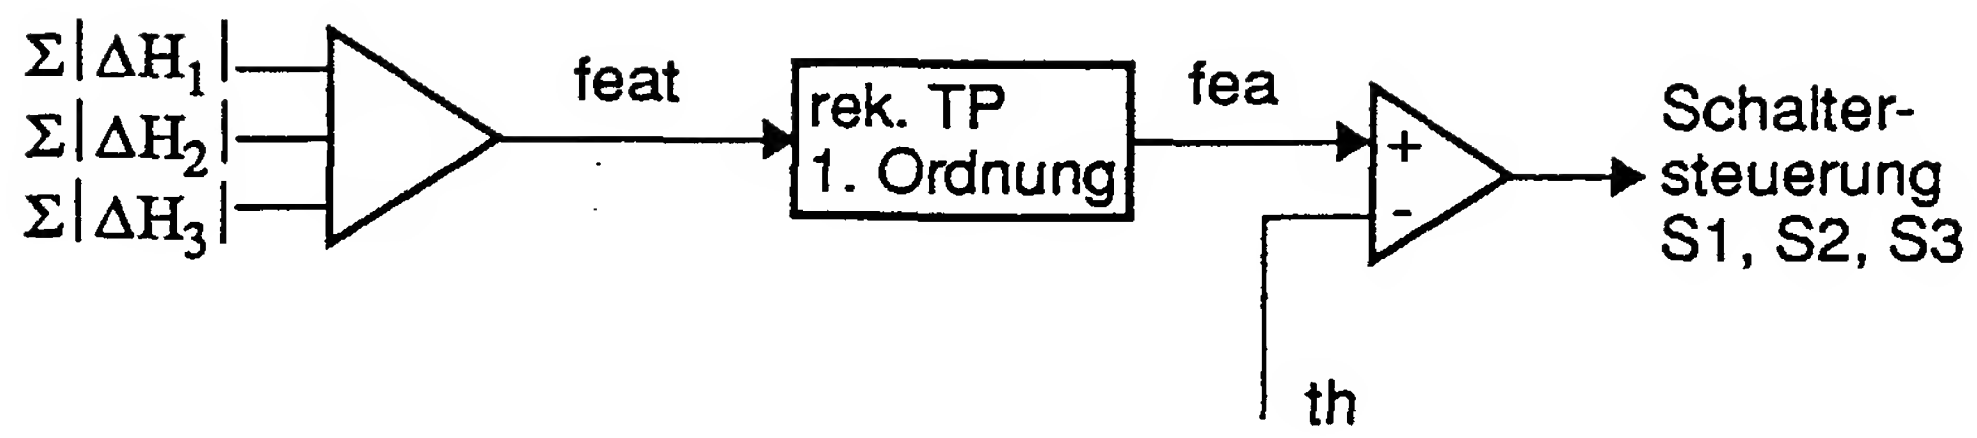 Σ|ΔH₁|
Σ|ΔH₂|
Σ|ΔH₃|
feat
rek. TP
1. Ordnung
fea
+
-
th
Schalter-
steuerung
S1, S2, S3